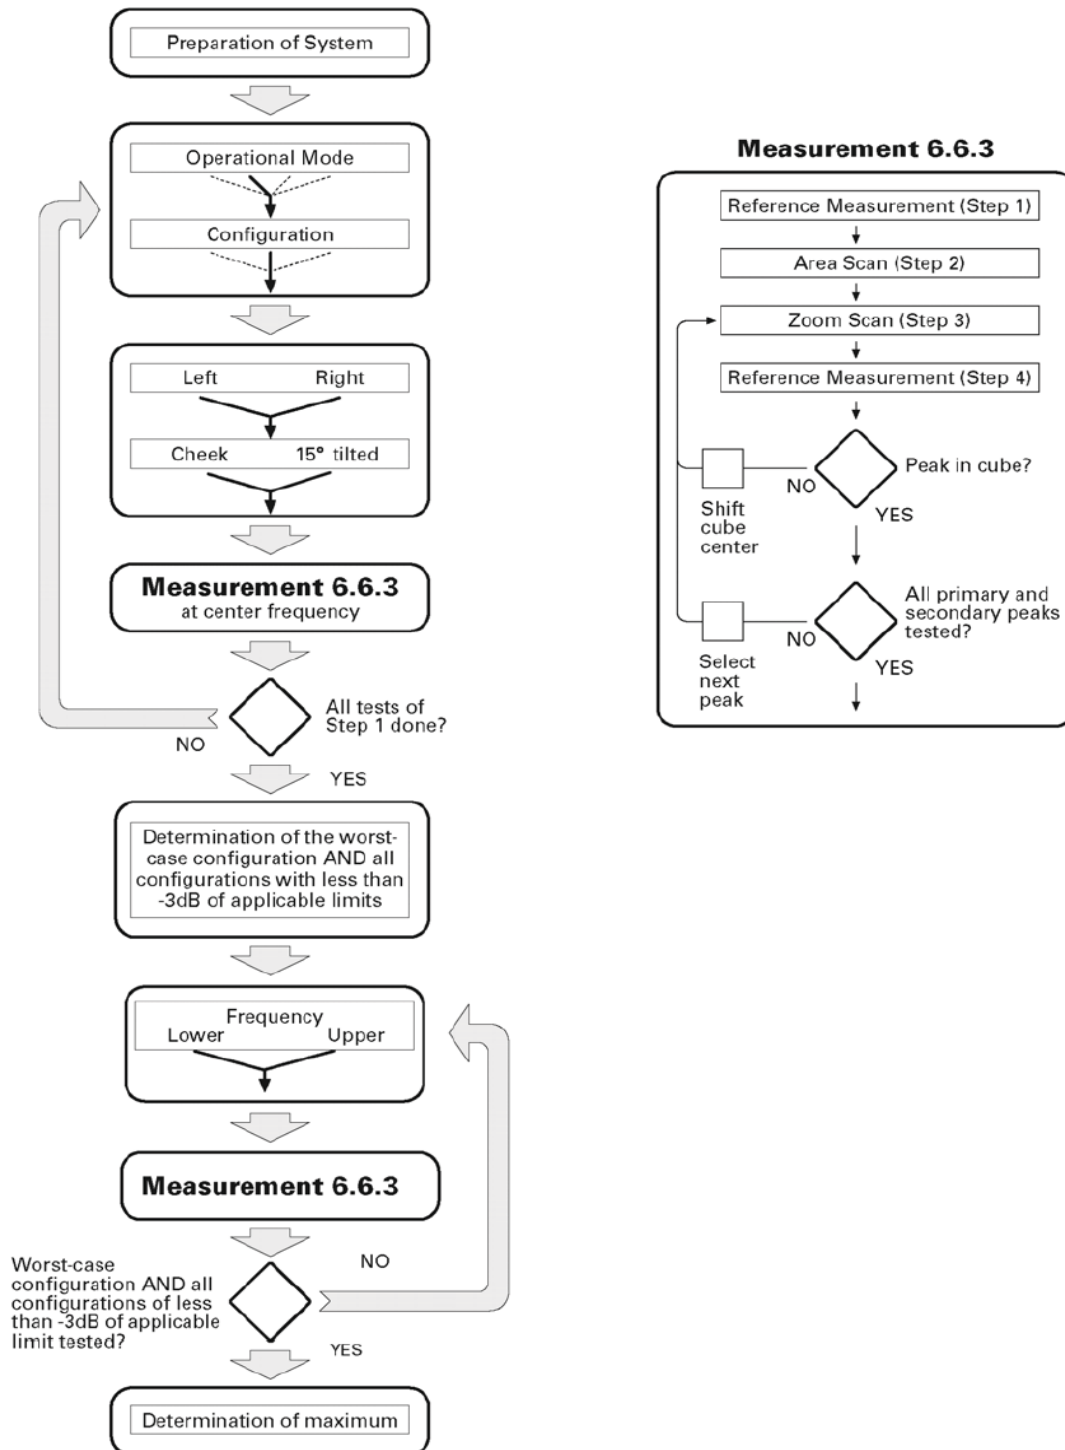 Preparation of System
Operational Mode
Configuration
Left Right
Cheek 15° tilted
Measurement 6.6.3
at center frequency
All tests of
Step 1 done?
NO
YES
Determination of the worst-
case configuration AND all
configurations with less than
-3dB of applicable limits
Frequency
Lower Upper
Measurement 6.6.3
Worst-case
configuration AND all
configurations of less
than -3dB of applicable
limit tested?
NO
YES
Determination of maximum
Measurement 6.6.3
Reference Measurement (Step 1)
Area Scan (Step 2)
Zoom Scan (Step 3)
Reference Measurement (Step 4)
Peak in cube?
NO
Shift
cube
center
YES
All primary and
secondary peaks
tested?
NO
Select
next
peak
YES